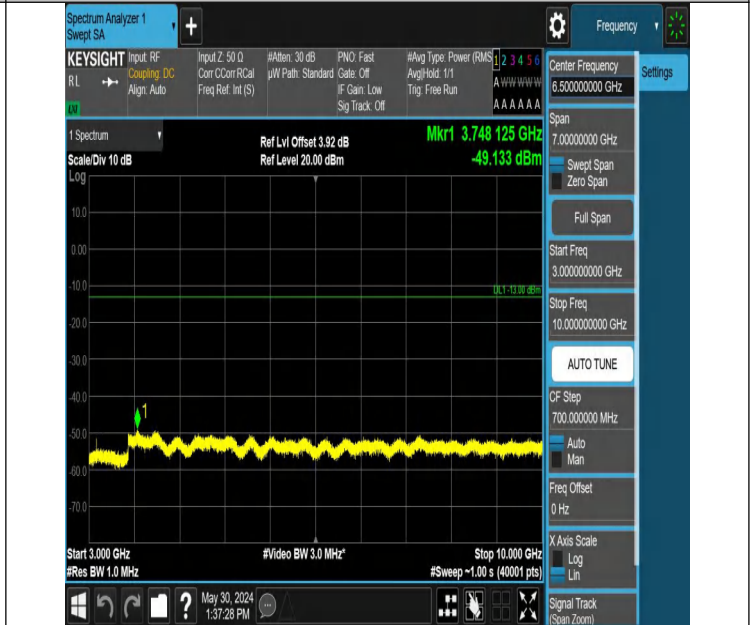 Spectrum Analyzer 1
Swept SA
+
Frequency
KEYSIGHT
RL
Input: RF
Coupling: DC
Align: Auto
Input Z: 50 Ω
Corr CCorr RCal
Freq Ref: Int (S)
#Atten: 30 dB
µW Path: Standard
PNO: Fast
Gate: Off
IF Gain: Low
Sig Track: Off
#Avg Type: Power (RMS
Avg|Hold: 1/1
Trig: Free Run
1 2 3 4 5 6
A W W W W W
A A A A A A
1 Spectrum
Scale/Div 10 dB
Log
Ref Lvl Offset 3.92 dB
Ref Level 20.00 dBm
Mkr1 3.748 125 GHz
-49.133 dBm
10.0
0.00
-10.0
DL1 -13.00 dBm
-20.0
-30.0
-40.0
1
-50.0
-60.0
-70.0
Start 3.000 GHz
#Res BW 1.0 MHz
#Video BW 3.0 MHz*
Stop 10.000 GHz
#Sweep ~1.00 s (40001 pts)
?
May 30, 2024
1:37:28 PM
Center Frequency
6.500000000 GHz
Settings
Span
7.00000000 GHz
Swept Span
Zero Span
Full Span
Start Freq
3.000000000 GHz
Stop Freq
10.000000000 GHz
AUTO TUNE
CF Step
700.000000 MHz
Auto
Man
Freq Offset
0 Hz
X Axis Scale
Log
Lin
Signal Track
(Span Zoom)